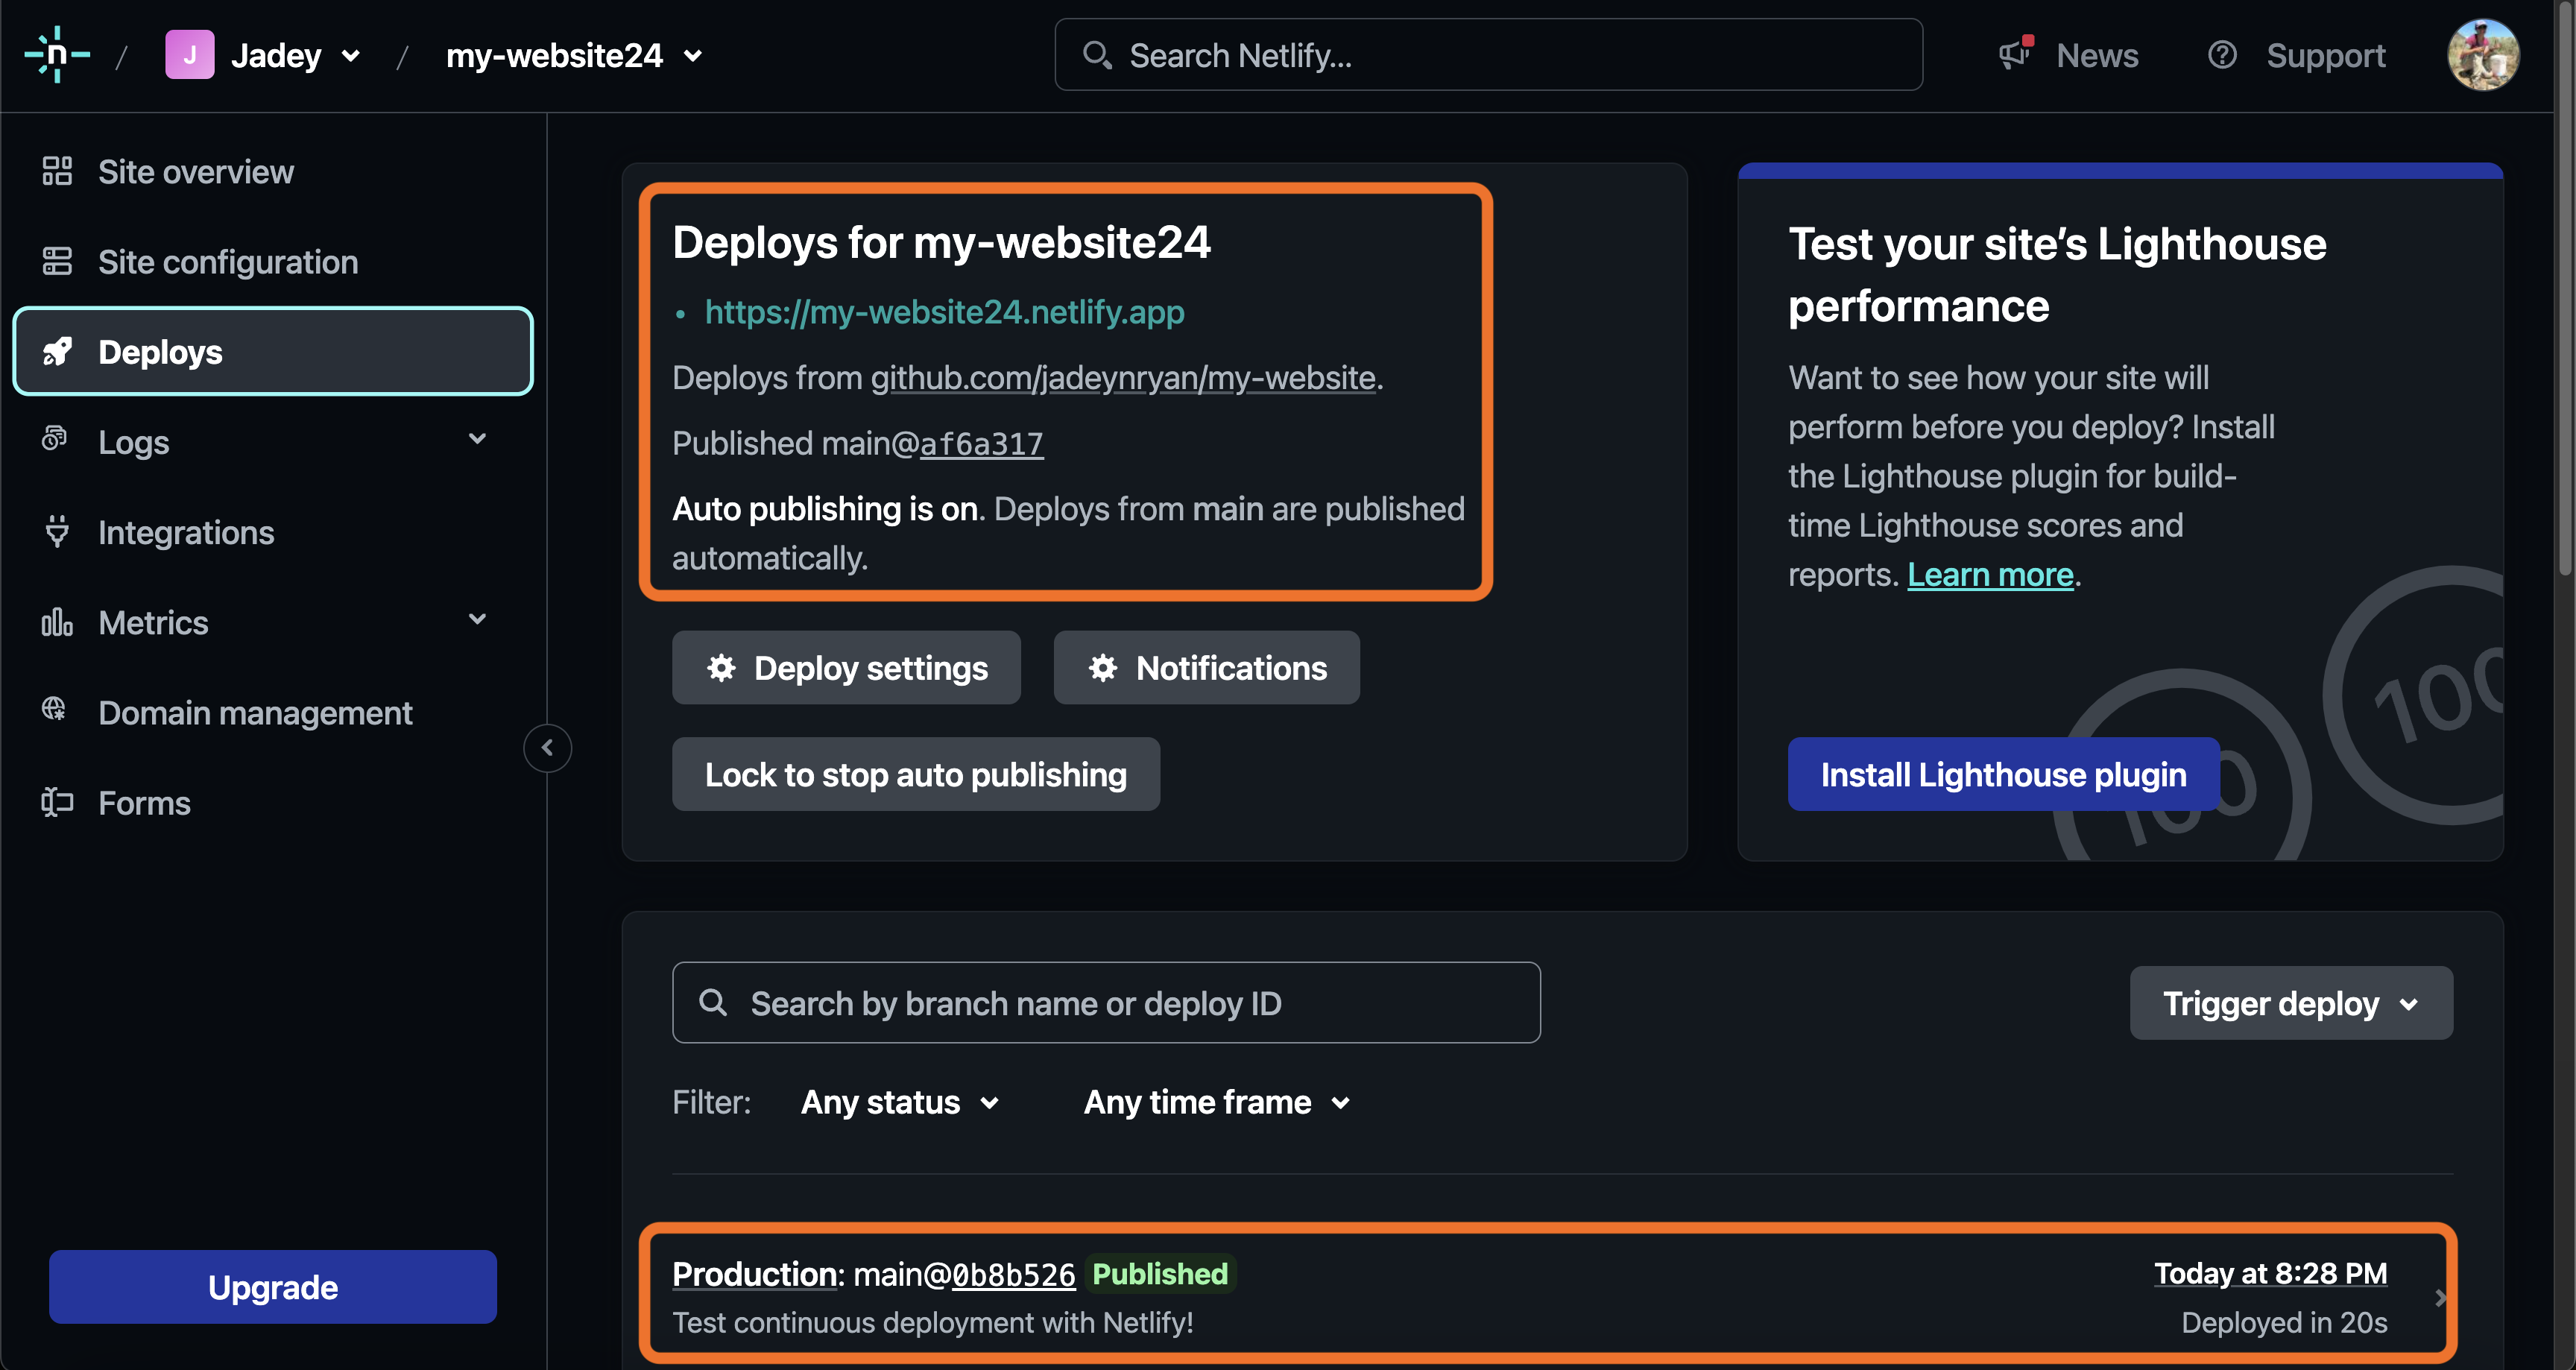 n / J Jadey / my-website24 Search Netlify... News Support
Site overview
Site configuration
Deploys
Logs
Integrations
Metrics
Domain management
Forms
Upgrade
Deploys for my-website24
• https://my-website24.netlify.app
Deploys from github.com/jadeynryan/my-website.
Published main@af6a317
Auto publishing is on. Deploys from main are published
automatically.
Deploy settings Notifications
Lock to stop auto publishing
Test your site's Lighthouse
performance
Want to see how your site will
perform before you deploy? Install
the Lighthouse plugin for build-
time Lighthouse scores and
reports. Learn more.
100
100
Install Lighthouse plugin
Search by branch name or deploy ID Trigger deploy
Filter: Any status Any time frame
Production: main@0b8b526 Published Today at 8:28 PM
Test continuous deployment with Netlify! Deployed in 20s